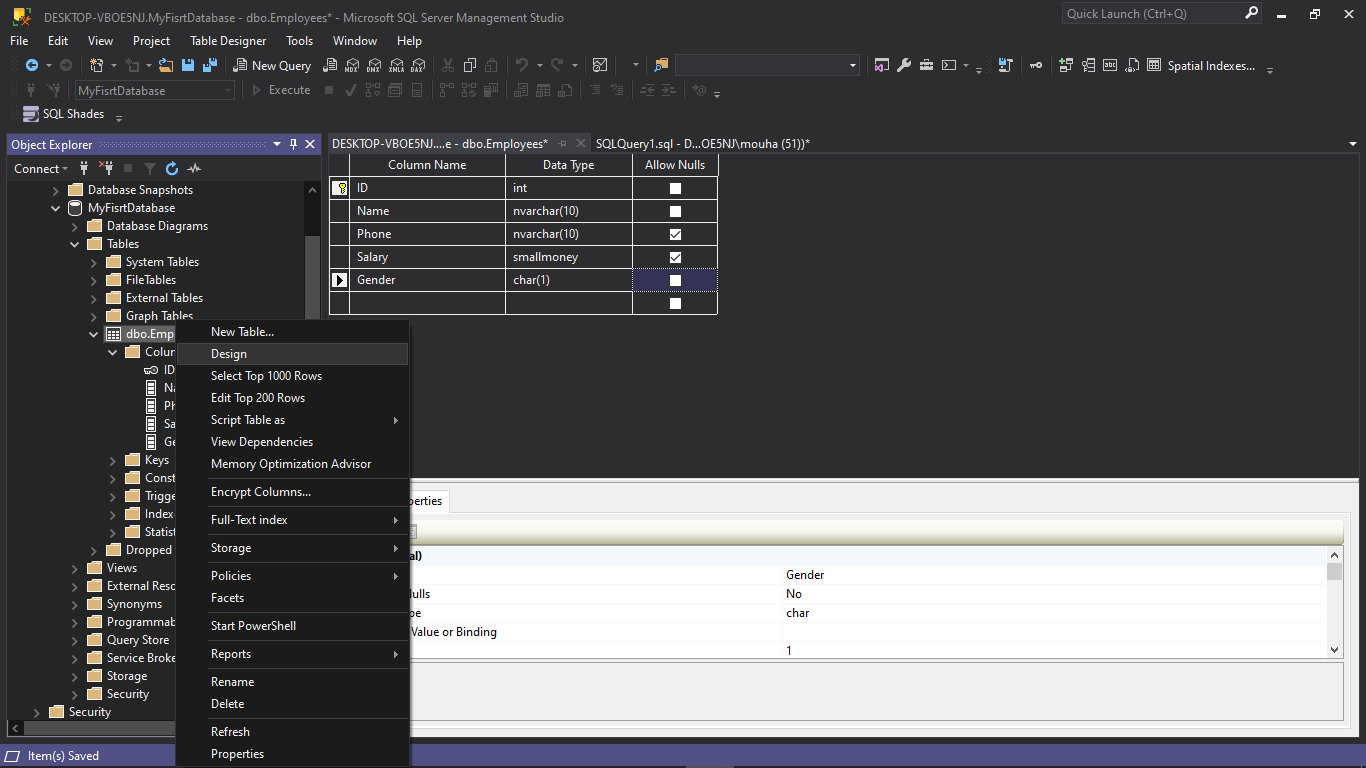 DESKTOP-VBOE5NJ.MyFisrtDatabase - dbo.Employees* - Microsoft SQL Server Management Studio
Quick Launch (Ctrl+Q)
File Edit View Project Table Designer Tools Window Help
New Query
MDX DMX XMLA DAX
Spatial Indexes...
MyFisrtDatabase
Execute
SQL Shades
Object Explorer
Connect
Database Snapshots
MyFisrtDatabase
Database Diagrams
Tables
System Tables
FileTables
External Tables
Graph Tables
dbo.Emp
Colur
ID
Na
Ph
Sa
Ge
Keys
Const
Trigge
Index
Statist
Dropped
Views
External Resc
Synonyms
Programmab
Query Store
Service Broke
Storage
Security
Security
New Table...
Design
Select Top 1000 Rows
Edit Top 200 Rows
Script Table as
View Dependencies
Memory Optimization Advisor
Encrypt Columns...
Full-Text index
Storage
Policies
Facets
Start PowerShell
Reports
Rename
Delete
Refresh
Properties
DESKTOP-VBOE5NJ....e - dbo.Employees*
SQLQuery1.sql - D...OE5NJ\mouha (51))*
Column Name Data Type Allow Nulls
ID int
Name nvarchar(10)
Phone nvarchar(10)
Salary smallmoney
Gender char(1)
perties
al)
Gender
ulls No
pe char
Value or Binding
1
Item(s) Saved